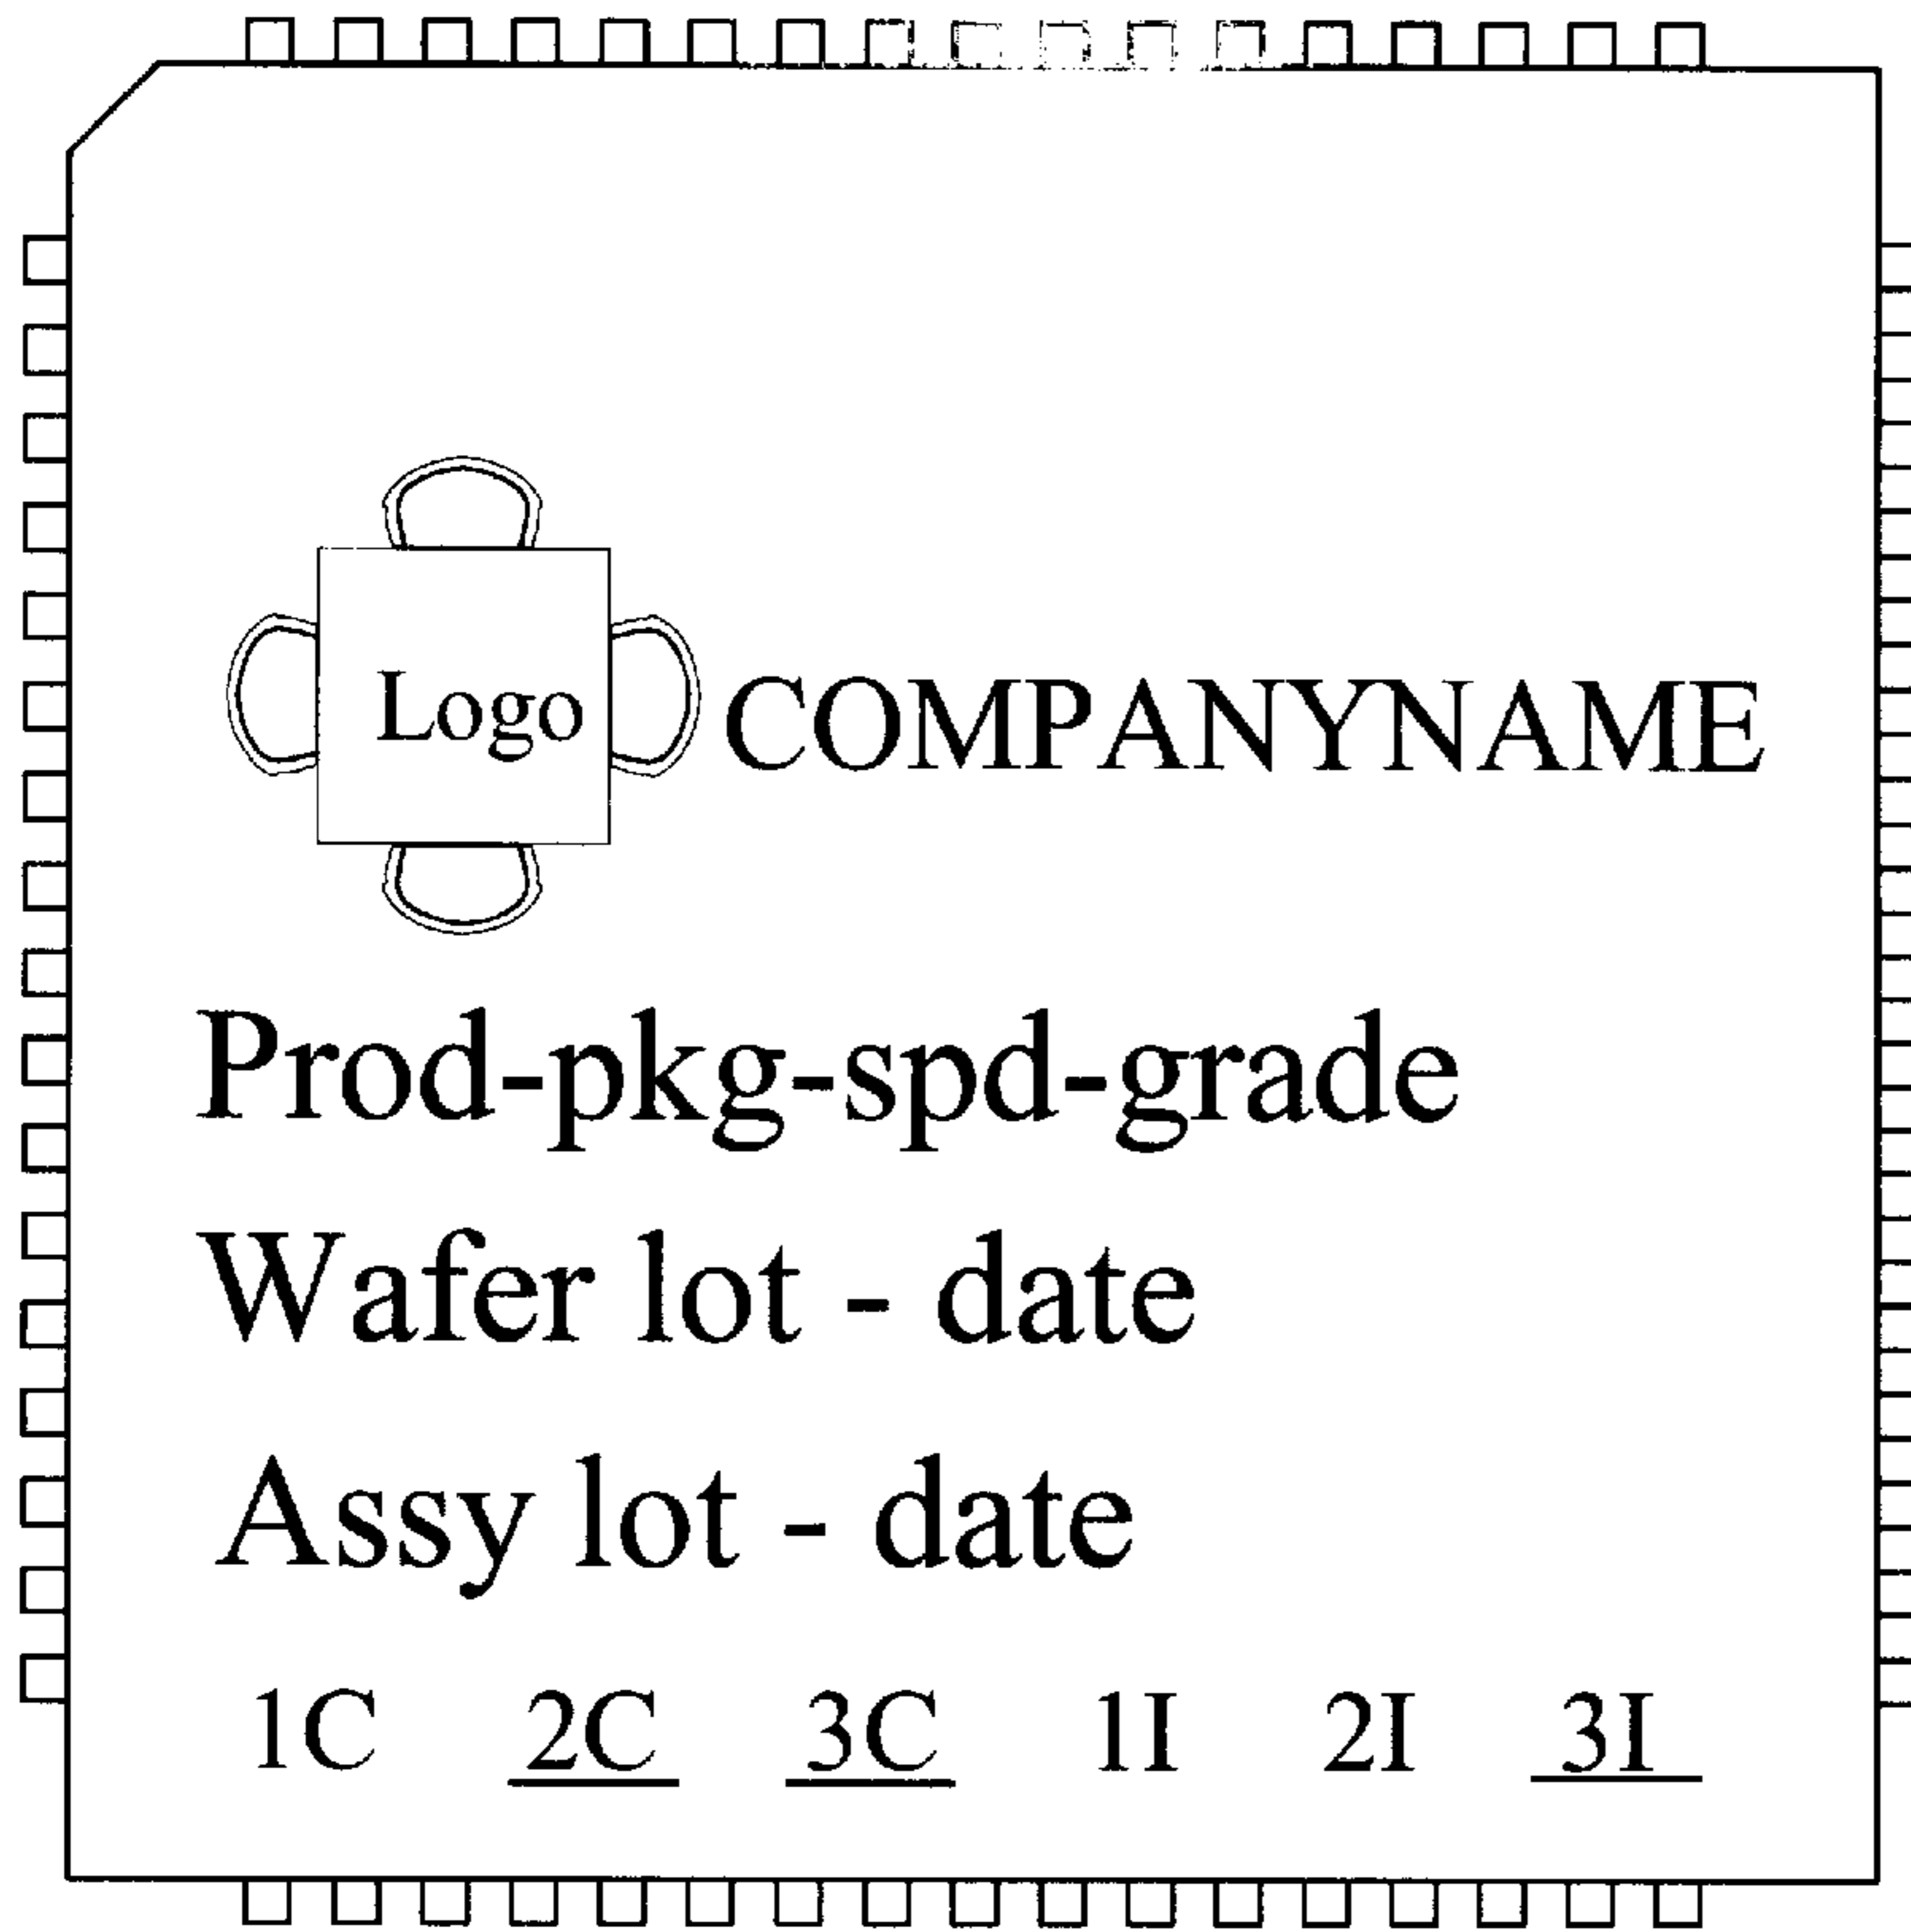 Logo COMPANYNAME
Prod-pkg-spd-grade
Wafer lot - date
Assy lot - date
1C 2C 3C 1I 2I 3I